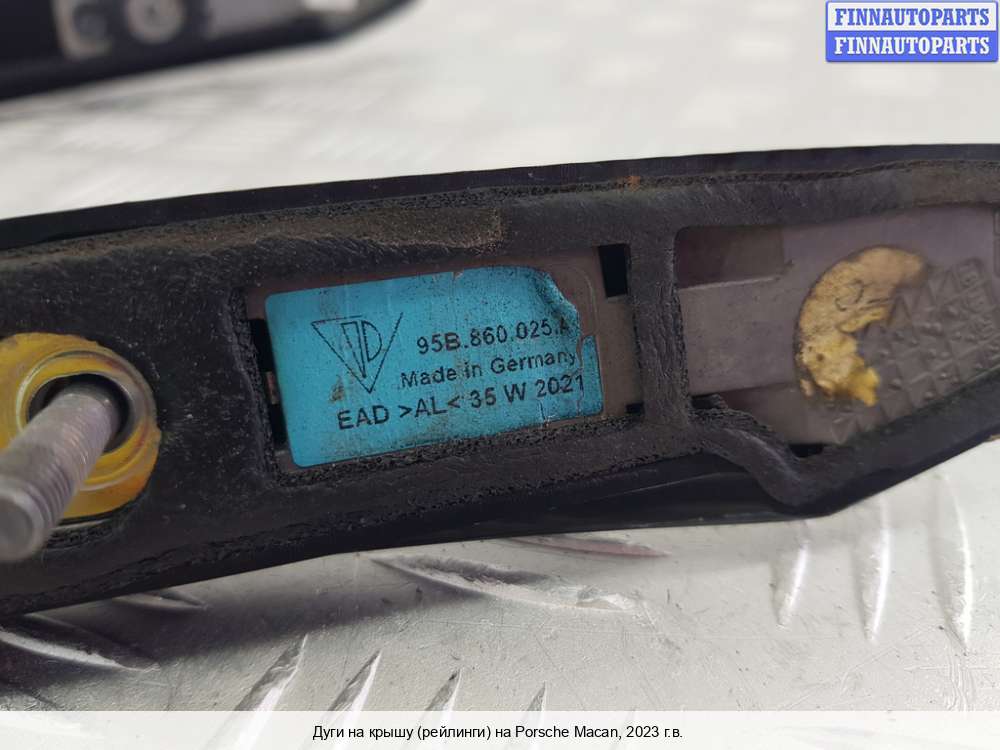 FINNAUTOPARTS
FINNAUTOPARTS
95B.860.025.A
Made in Germany
EAD >AL< 35 W 2021
Дуги на крышу (рейлинги) на Porsche Macan, 2023 г.в.